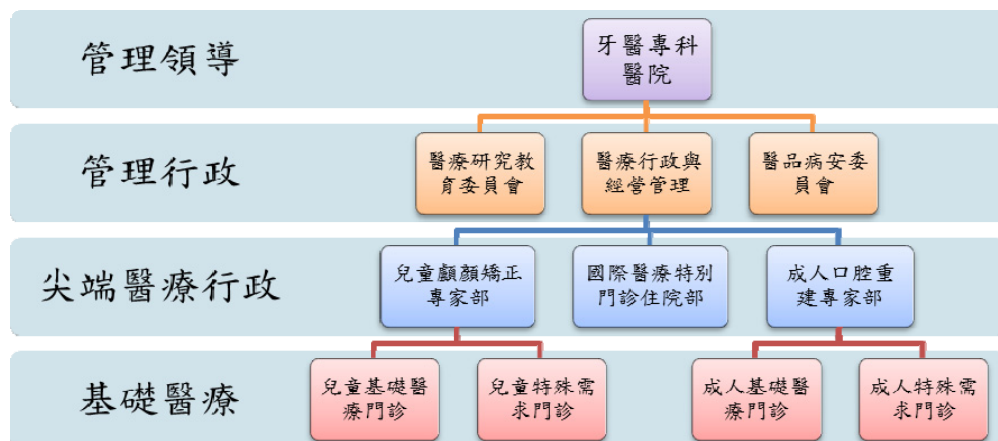 管理領導
牙醫專科
醫院
管理行政
醫療研究教
育委員會
醫療行政與
經營管理
醫品病安委
員會
尖端醫療行政
兒童顱顏矯正
專家部
國際醫療特別
門診住院部
成人口腔重
建專家部
基礎醫療
兒童基礎醫
療門診
兒童特殊需
求門診
成人基礎醫
療門診
成人特殊需
求門診